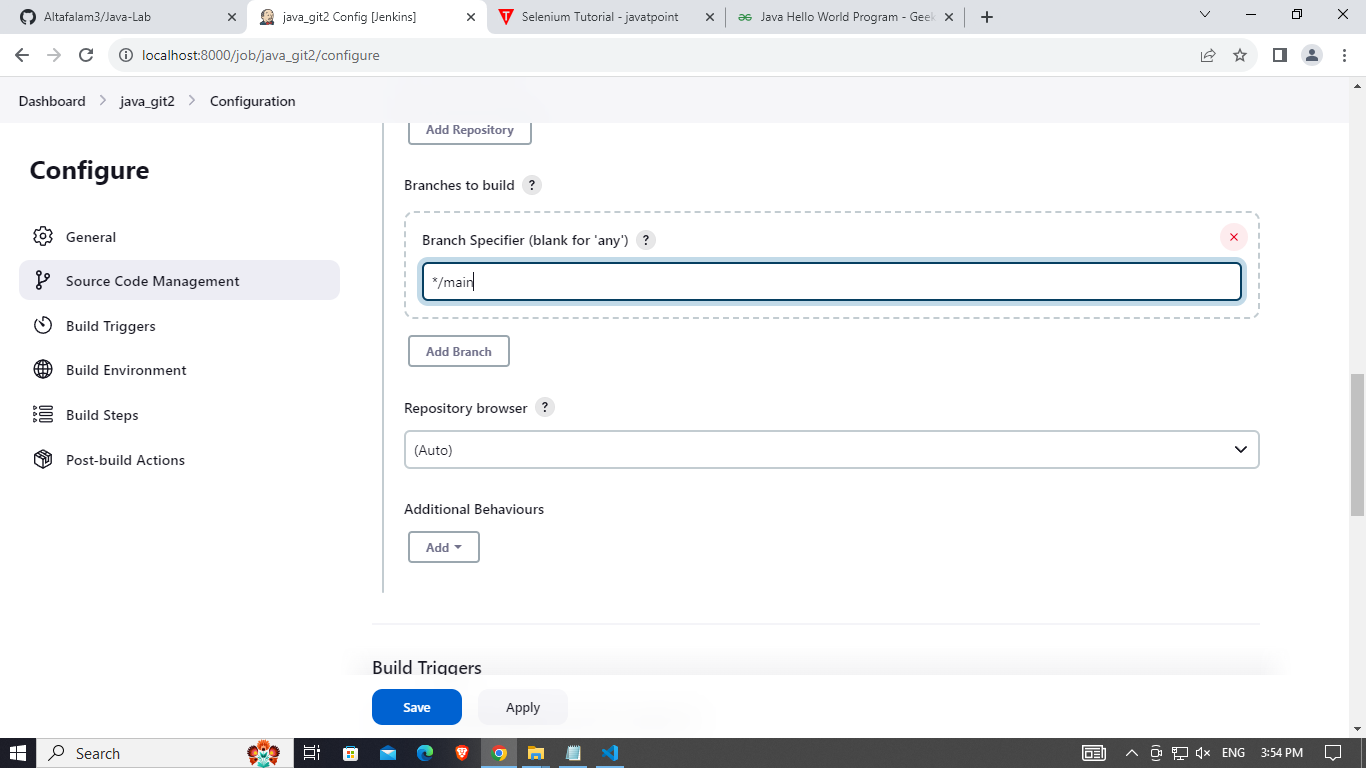 Altafalam3/Java-Lab
java_git2 Config [Jenkins]
Selenium Tutorial - javatpoint
Java Hello World Program - Geek
localhost:8000/job/java_git2/configure
Dashboard
java_git2
Configuration
Configure
General
Source Code Management
Build Triggers
Build Environment
Build Steps
Post-build Actions
Add Repository
Branches to build ?
Branch Specifier (blank for 'any') ?
*/main
Add Branch
Repository browser ?
(Auto)
Additional Behaviours
Add
Build Triggers
Save
Apply
Search
ENG
3:54 PM